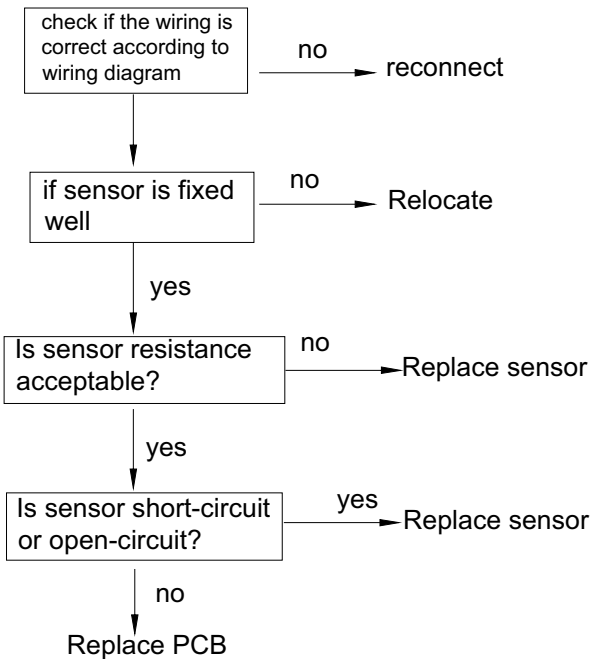 check if the wiring is
correct according to
wiring diagram
no
reconnect
if sensor is fixed
well
no
Relocate
yes
Is sensor resistance
acceptable?
no
Replace sensor
yes
Is sensor short-circuit
or open-circuit?
yes
Replace sensor
no
Replace PCB